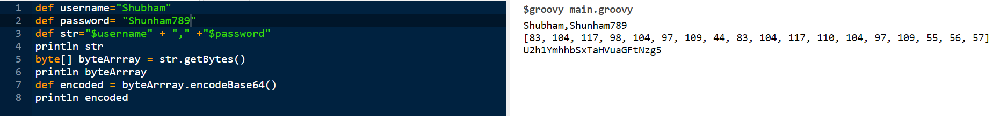 1 def username="Shubham"
2 def password= "Shunham789"
3 def str="$username" + "," +"$password"
4 println str
5 byte[] byteArrray = str.getBytes()
6 println byteArrray
7 def encoded = byteArrray.encodeBase64()
8 println encoded
$groovy main.groovy
Shubham,Shunham789
[83, 104, 117, 98, 104, 97, 109, 44, 83, 104, 117, 110, 104, 97, 109, 55, 56, 57]
U2h1YmhhbSxTaHVuaGFtNzg5